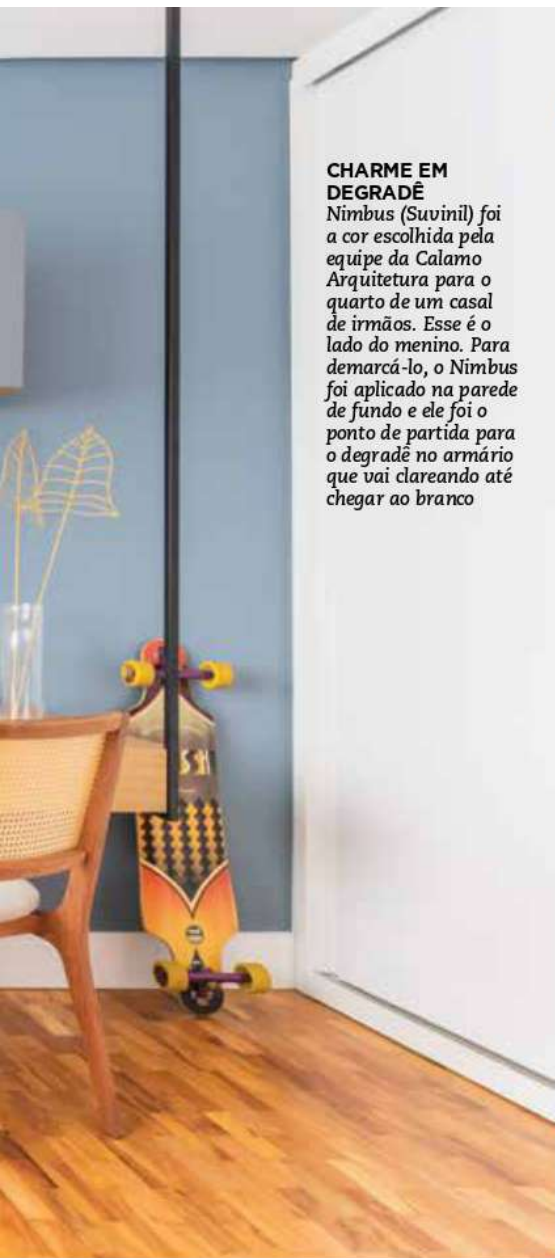 CHARME EM
DEGRADÊ
Nimbus (Suvinil) foi
a cor escolhida pela
equipe da Calamo
Arquitetura para o
quarto de um casal
de irmãos. Esse é o
lado do menino. Para
demarcá-lo, o Nimbus
foi aplicado na parede
de fundo e ele foi o
ponto de partida para
o degradê no armário
que vai clareando até
chegar ao branco